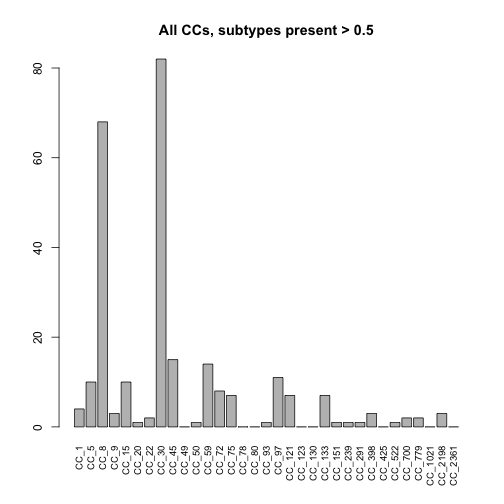 All CCs, subtypes present > 0.5
80
60
40
20
0
CC_1
CC_5
CC_8
CC_9
CC_15
CC_20
CC_22
CC_30
CC_45
CC_49
CC_50
CC_59
CC_72
CC_75
CC_78
CC_80
CC_93
CC_97
CC_121
CC_123
CC_130
CC_133
CC_151
CC_239
CC_291
CC_398
CC_425
CC_522
CC_700
CC_779
CC_1021
CC_2198
CC_2361